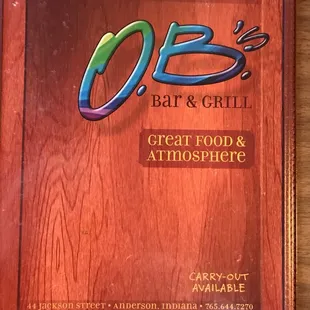 O.B.'s
BAR & GRILL
GREAT FOOD &
ATMOSPHERE
CARRY-OUT
AVAILABLE
44 Jackson Street • Anderson, Indiana • 765.644.7270